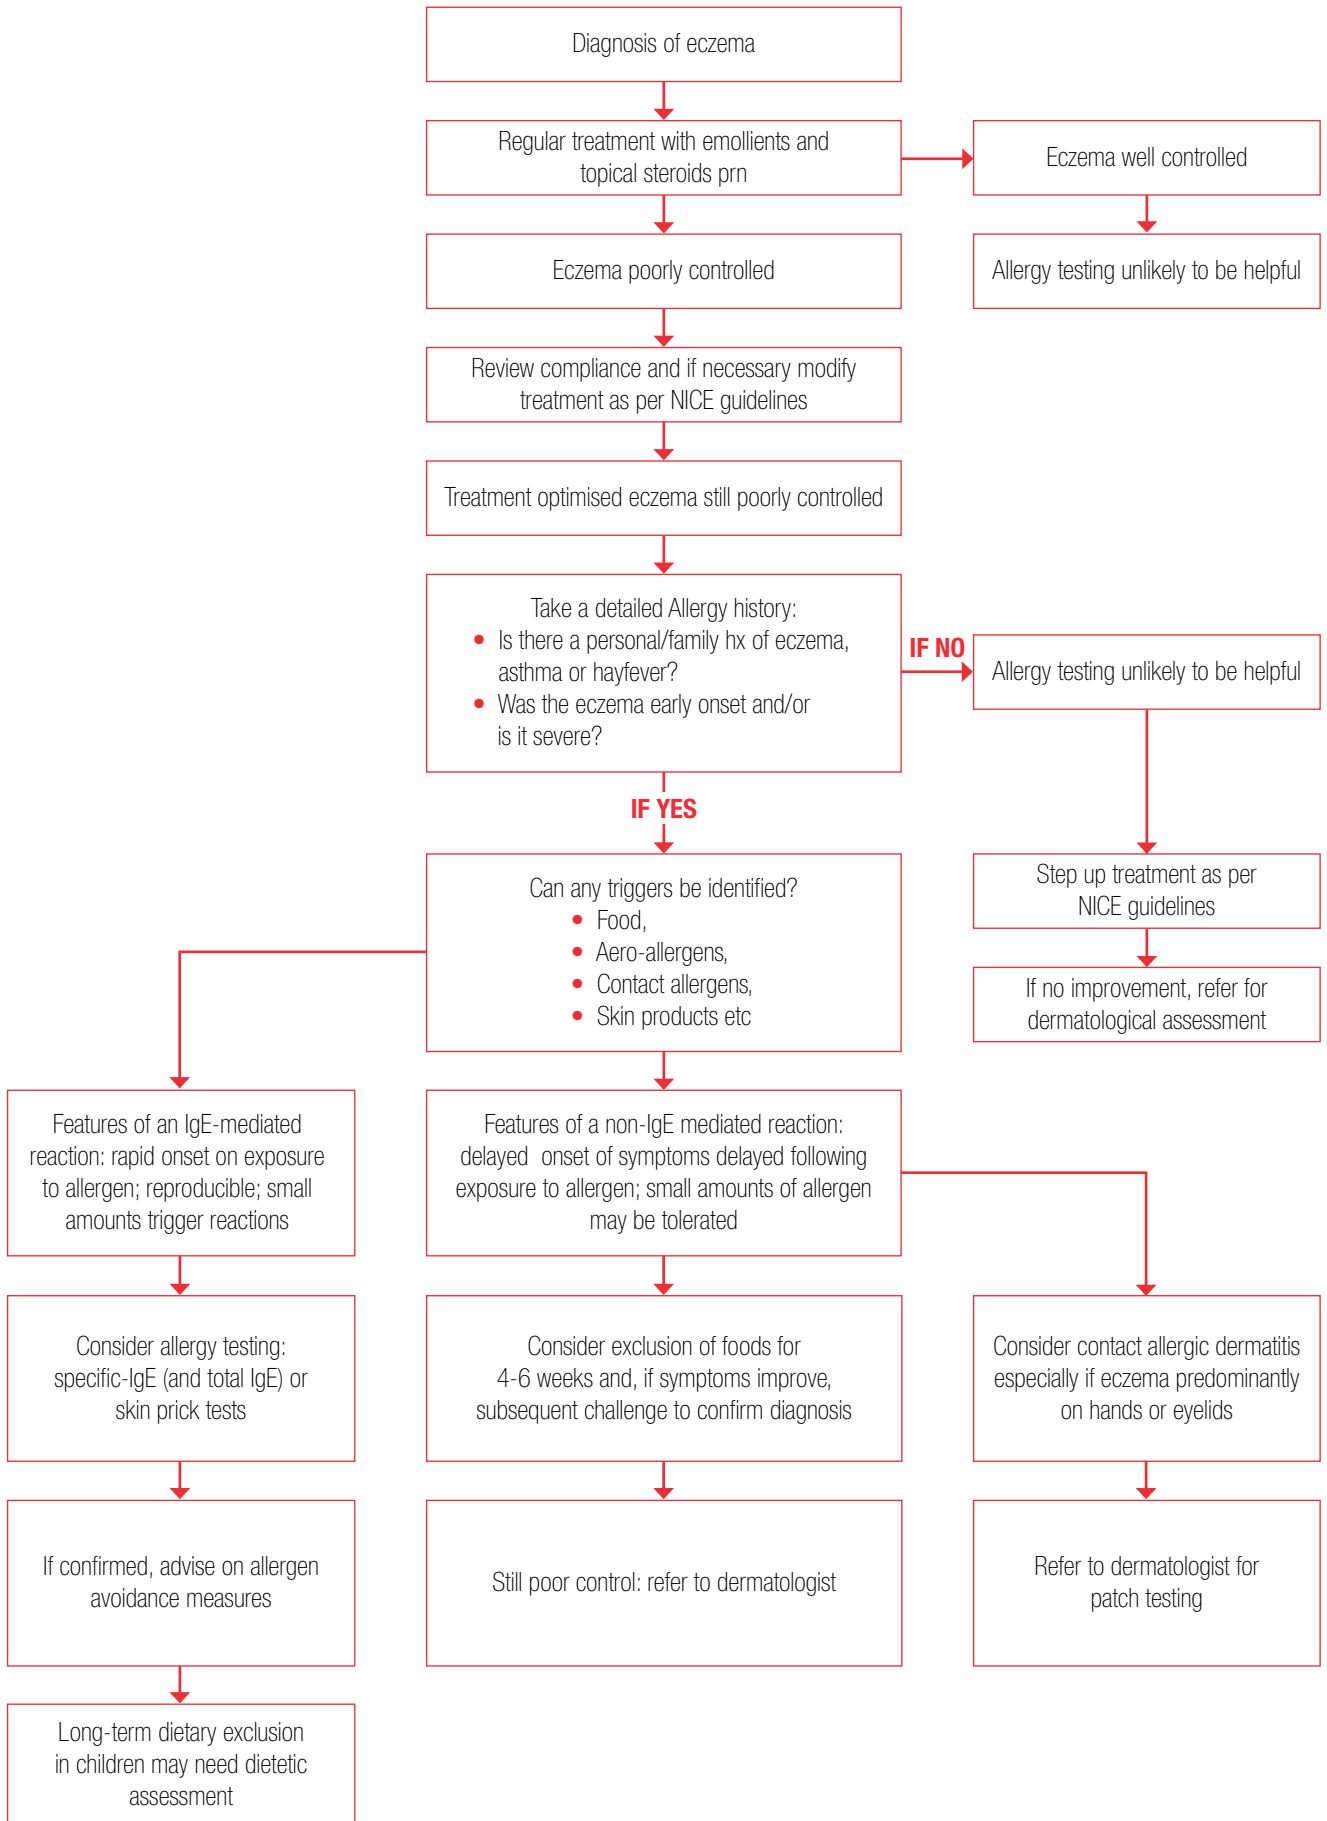 Diagnosis of eczema
Regular treatment with emollients and
topical steroids prn
Eczema well controlled
Eczema poorly controlled
Allergy testing unlikely to be helpful
Review compliance and if necessary modify
treatment as per NICE guidelines
Treatment optimised eczema still poorly controlled
Take a detailed Allergy history:
• Is there a personal/family hx of eczema,
asthma or hayfever?
• Was the eczema early onset and/or
is it severe?
IF NO
Allergy testing unlikely to be helpful
IF YES
Can any triggers be identified?
• Food,
• Aero-allergens,
• Contact allergens,
• Skin products etc
Step up treatment as per
NICE guidelines
If no improvement, refer for
dermatological assessment
Features of an IgE-mediated
reaction: rapid onset on exposure
to allergen; reproducible; small
amounts trigger reactions
Features of a non-IgE mediated reaction:
delayed onset of symptoms delayed following
exposure to allergen; small amounts of allergen
may be tolerated
Consider allergy testing:
specific-IgE (and total IgE) or
skin prick tests
Consider exclusion of foods for
4-6 weeks and, if symptoms improve,
subsequent challenge to confirm diagnosis
Consider contact allergic dermatitis
especially if eczema predominantly
on hands or eyelids
If confirmed, advise on allergen
avoidance measures
Still poor control: refer to dermatologist
Refer to dermatologist for
patch testing
Long-term dietary exclusion
in children may need dietetic
assessment